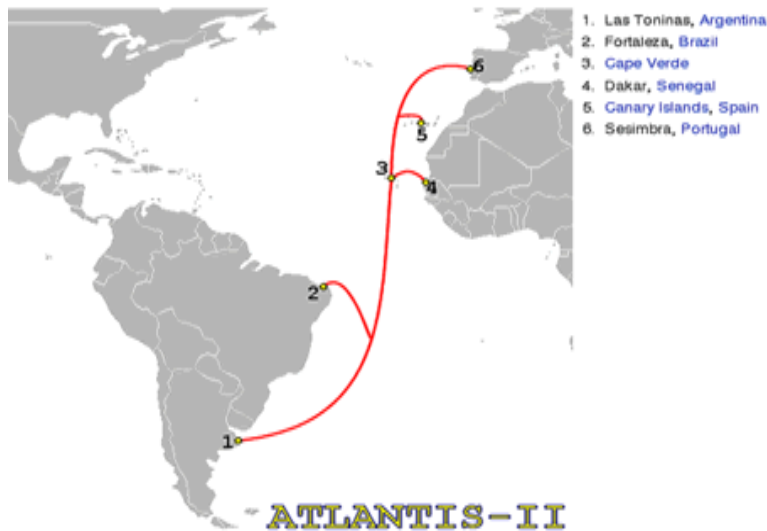 1. Las Toninas, Argentina
2. Fortaleza, Brazil
3. Cape Verde
4. Dakar, Senegal
5. Canary Islands, Spain
6. Sesimbra, Portugal
6
5
3
4
2
1
ATLANTIS-II